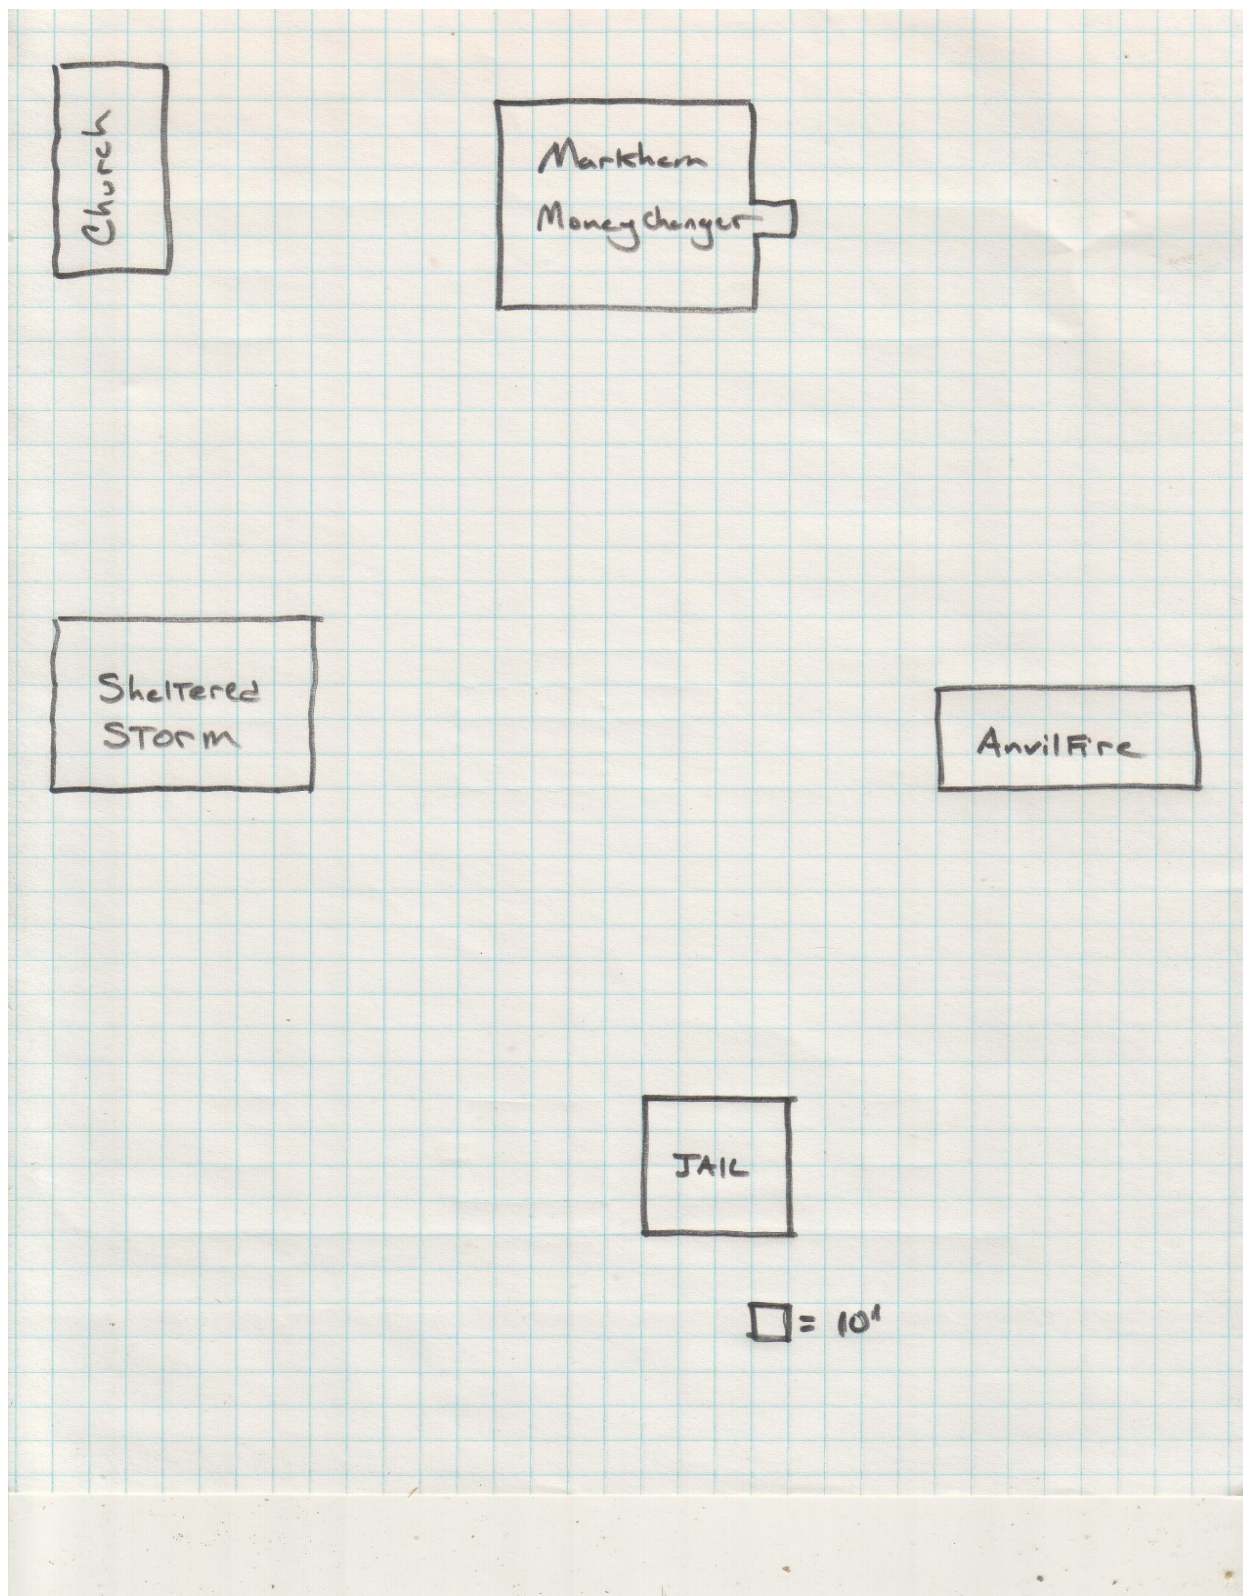 Church
Markham
Moneychanger
Sheltered
Storm
AnvilFire
JAIL
= 10'